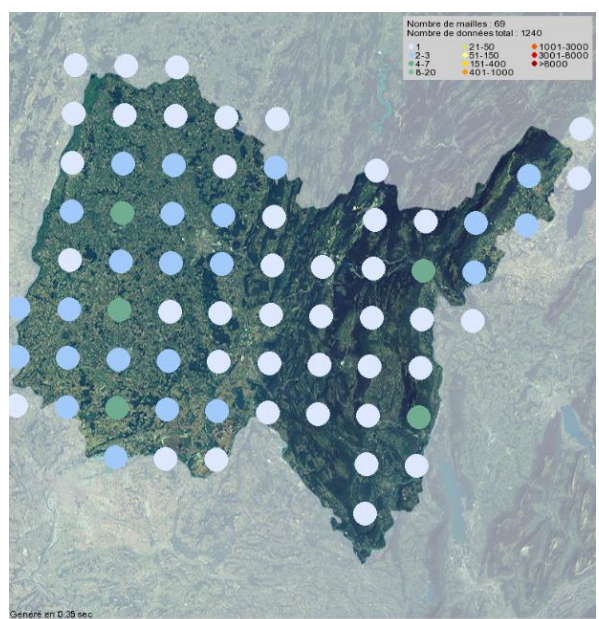 Nombre de mailles : 69
Nombre de données total : 1240
1 21-50 1001-3000
2-3 51-150 3001-8000
4-7 151-400 >8000
8-20 401-1000
Généré en 0.35 sec